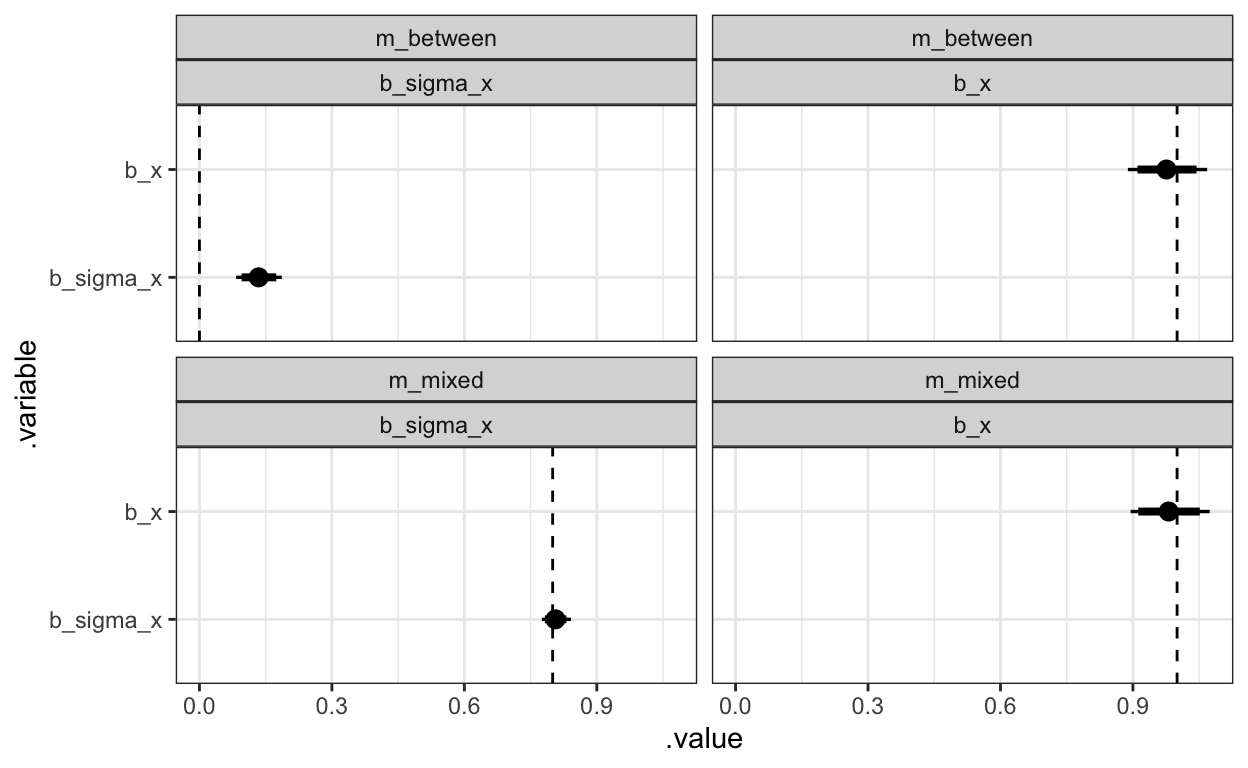 m_between
m_between
b_sigma_x
b_x
b_x
b_sigma_x
m_mixed
m_mixed
b_sigma_x
b_x
b_x
b_sigma_x
0.0 0.3 0.6 0.9
0.0 0.3 0.6 0.9
.value
.variable